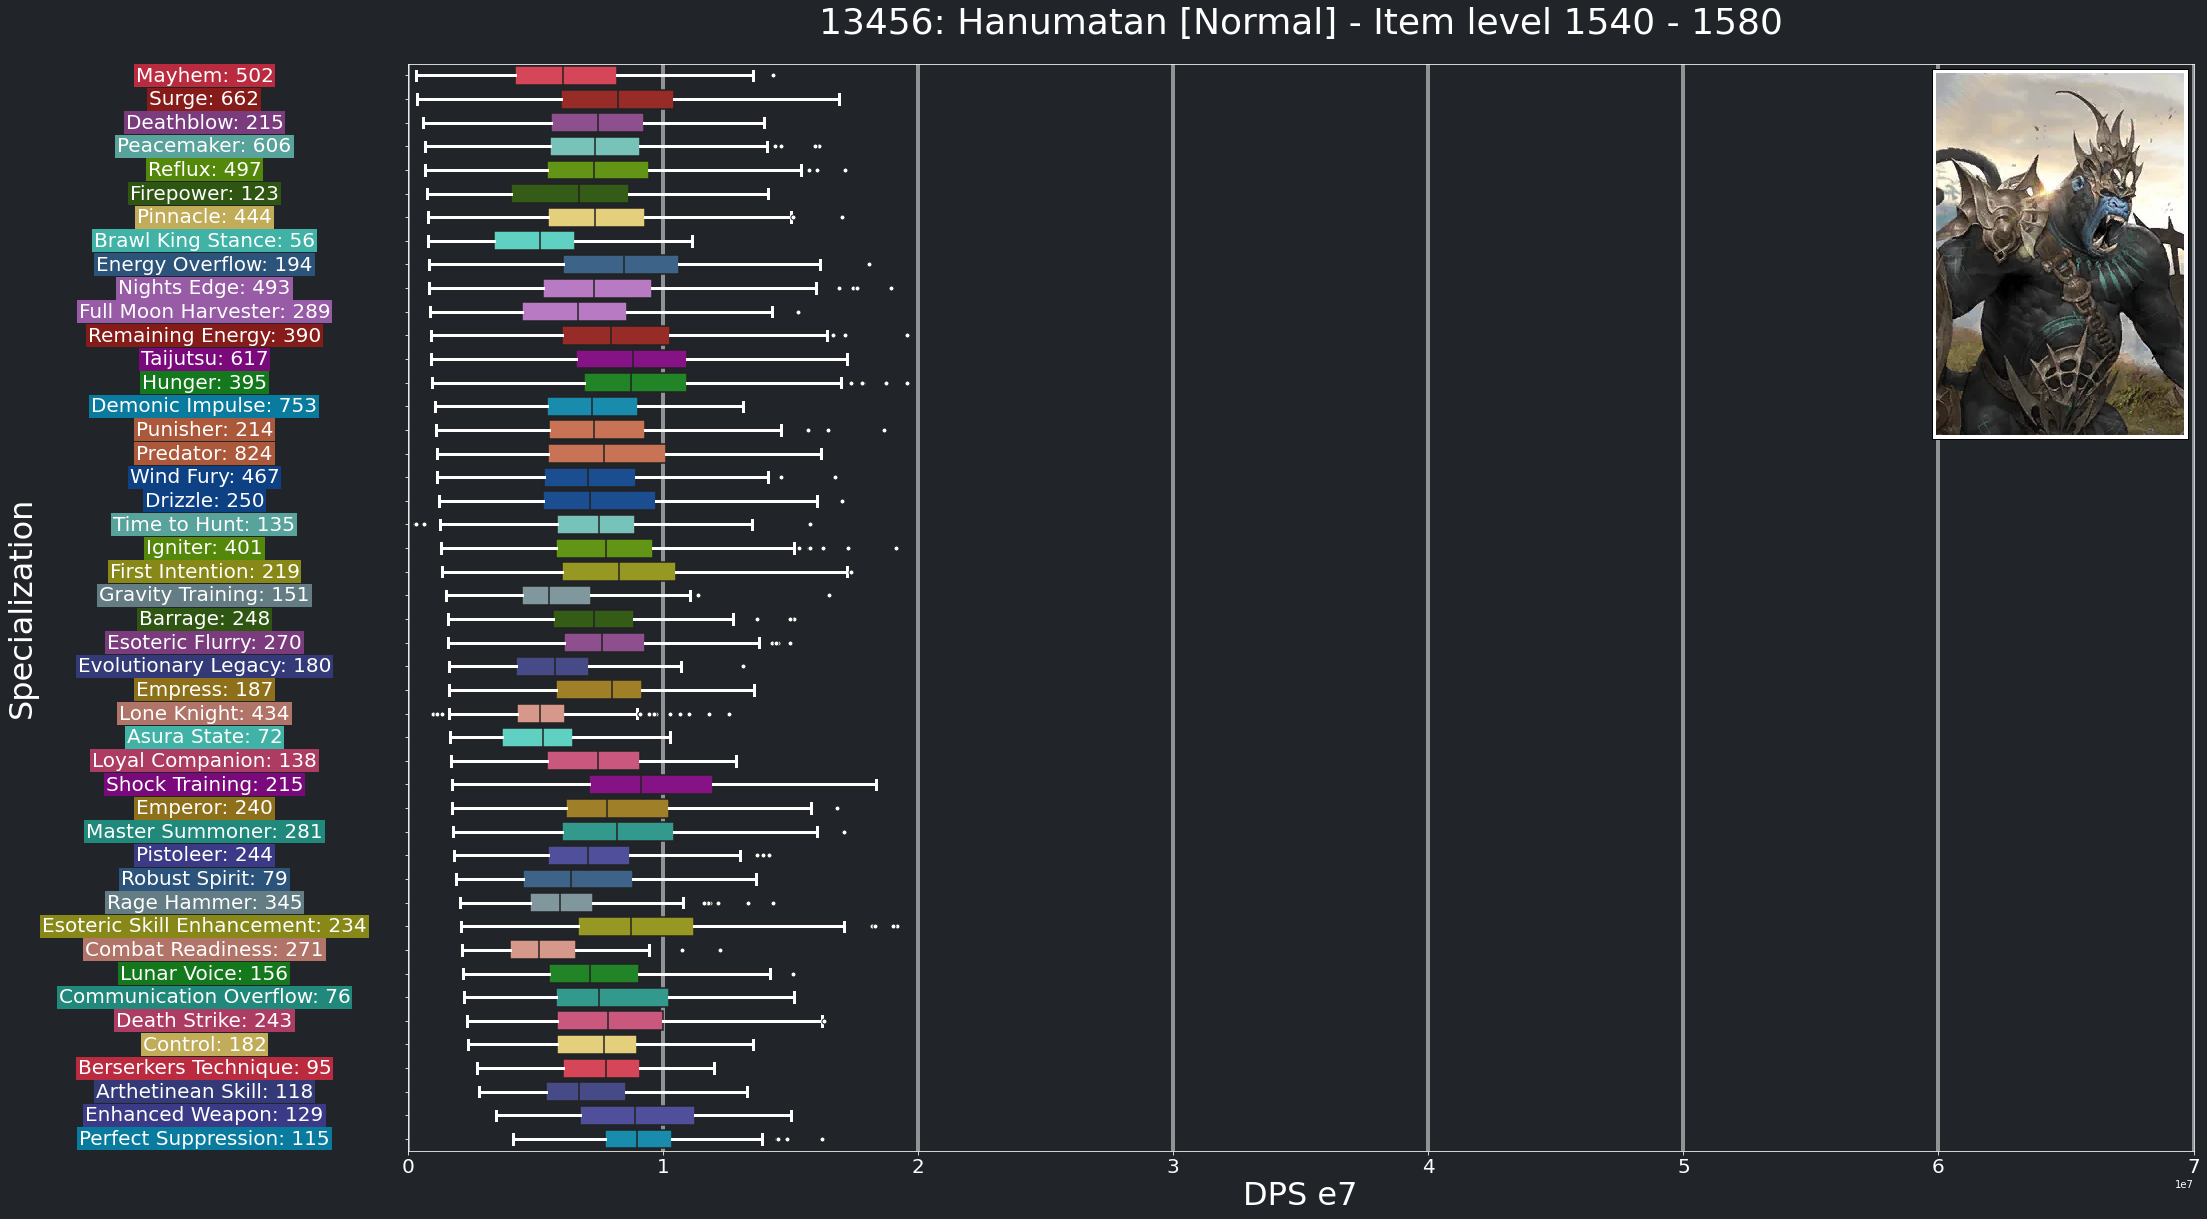 13456: Hanumatan [Normal] - Item level 1540 - 1580
Specialization
Mayhem: 502
Surge: 662
Deathblow: 215
Peacemaker: 606
Reflux: 497
Firepower: 123
Pinnacle: 444
Brawl King Stance: 56
Energy Overflow: 194
Nights Edge: 493
Full Moon Harvester: 289
Remaining Energy: 390
Taijutsu: 617
Hunger: 395
Demonic Impulse: 753
Punisher: 214
Predator: 824
Wind Fury: 467
Drizzle: 250
Time to Hunt: 135
Igniter: 401
First Intention: 219
Gravity Training: 151
Barrage: 248
Esoteric Flurry: 270
Evolutionary Legacy: 180
Empress: 187
Lone Knight: 434
Asura State: 72
Loyal Companion: 138
Shock Training: 215
Emperor: 240
Master Summoner: 281
Pistoleer: 244
Robust Spirit: 79
Rage Hammer: 345
Esoteric Skill Enhancement: 234
Combat Readiness: 271
Lunar Voice: 156
Communication Overflow: 76
Death Strike: 243
Control: 182
Berserkers Technique: 95
Arthetinean Skill: 118
Enhanced Weapon: 129
Perfect Suppression: 115
0 1 2 3 4 5 6 7
1e7
DPS e7